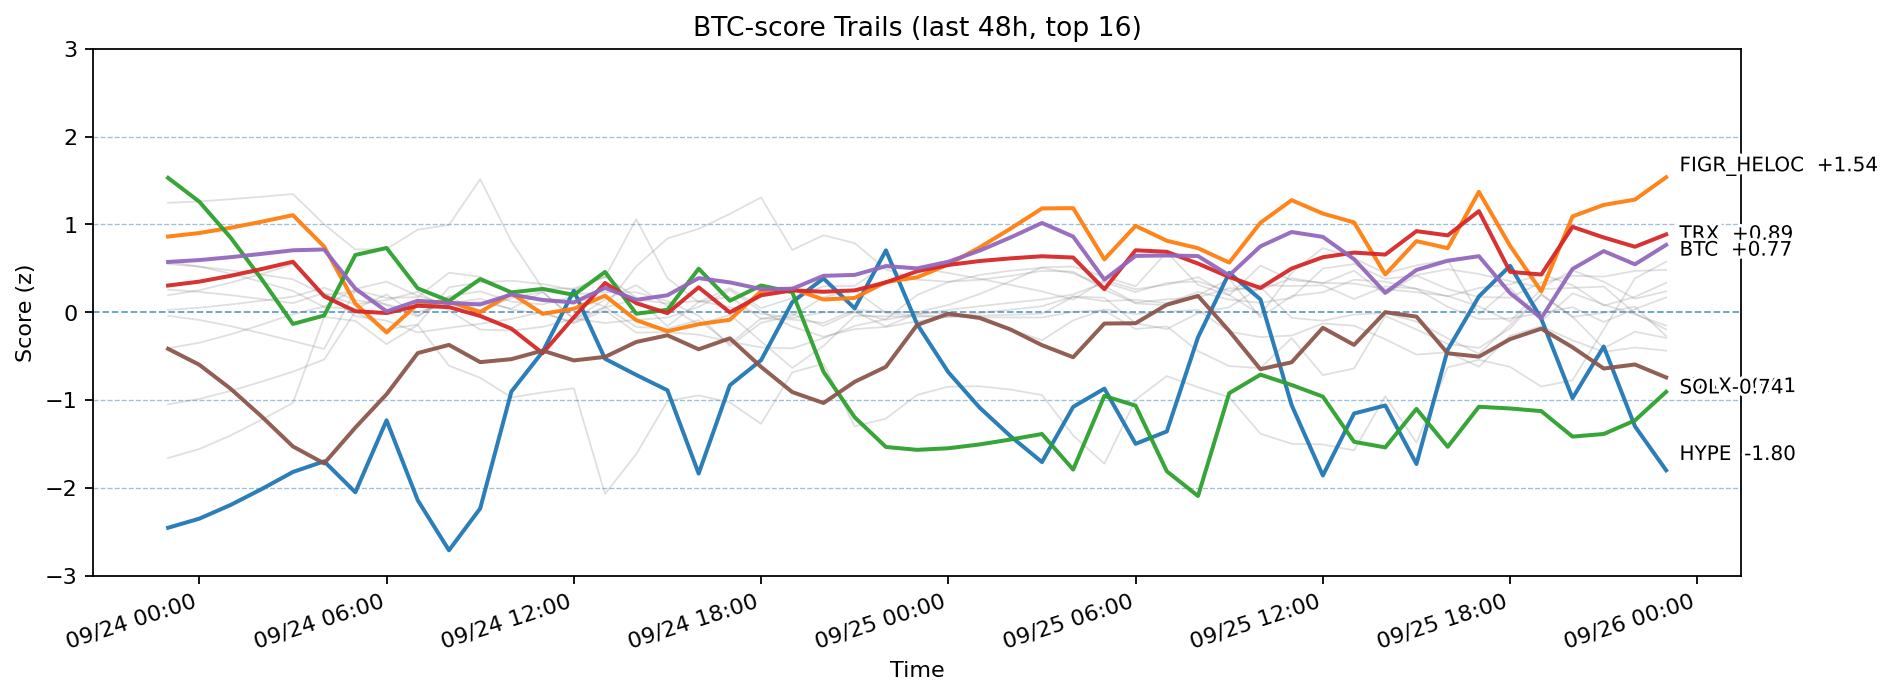 BTC-score Trails (last 48h, top 16)
3
2
1
0
−1
−2
−3
Score (z)
FIGR_HELOC +1.54
TRX +0.89
BTC +0.77
HYPE -1.80
09/24 00:00
09/24 06:00
09/24 12:00
09/24 18:00
09/25 00:00
09/25 06:00
09/25 12:00
09/25 18:00
09/26 00:00
Time